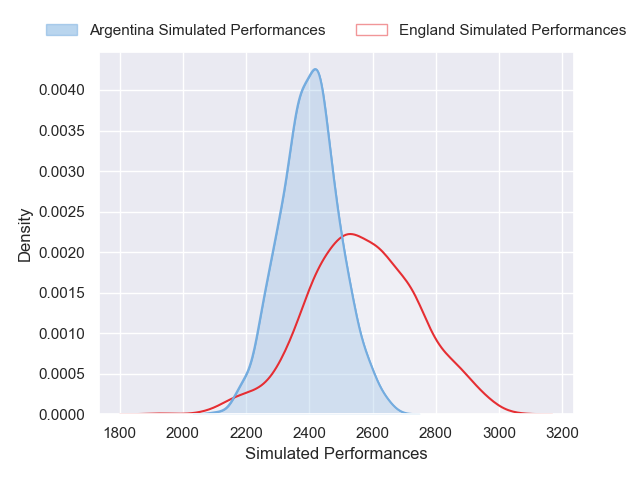 Argentina Simulated Performances England Simulated Performances
0.0040
0.0035
0.0030
0.0025
0.0020
0.0015
0.0010
0.0005
0.0000
Density
1800 2000 2200 2400 2600 2800 3000 3200
Simulated Performances